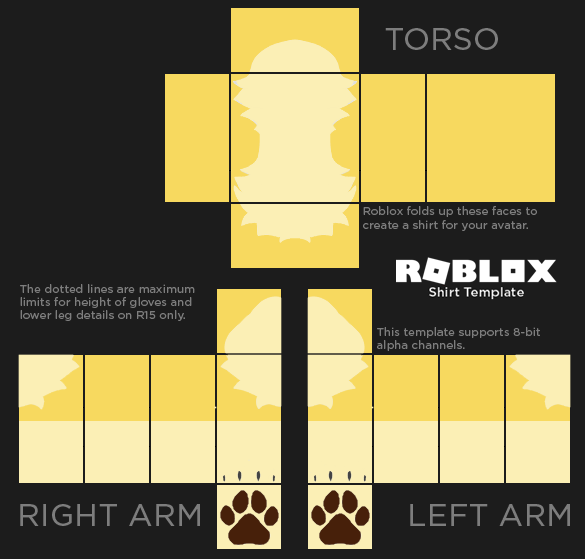 TORSO
Roblox folds up these faces to
create a shirt for your avatar.
ROBLOX
Shirt Template
The dotted lines are maximum
limits for height of gloves and
lower leg details on R15 only.
This template supports 8-bit
alpha channels.
RIGHT ARM
LEFT ARM